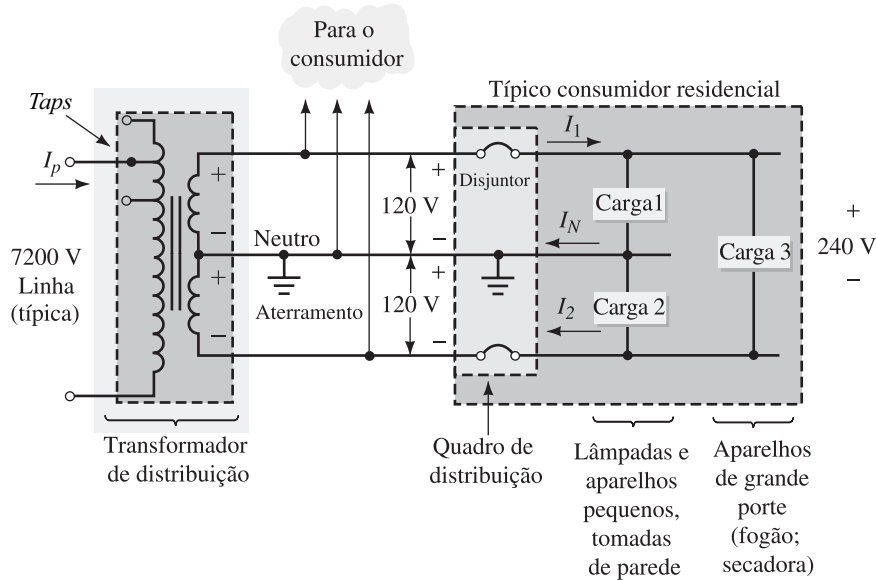 Para o
consumidor
Típico consumidor residencial
Taps
I_p
7200 V
Linha
(típica)
+
−
+
−
Neutro
Aterramento
120 V
120 V
+
−
+
−
Disjuntor
I_1
I_N
I_2
Carga1
Carga 2
Carga 3
+
240 V
−
Transformador
de distribuição
Quadro de
distribuição
Lâmpadas e
aparelhos
pequenos,
tomadas
de parede
Aparelhos
de grande
porte
(fogão;
secadora)